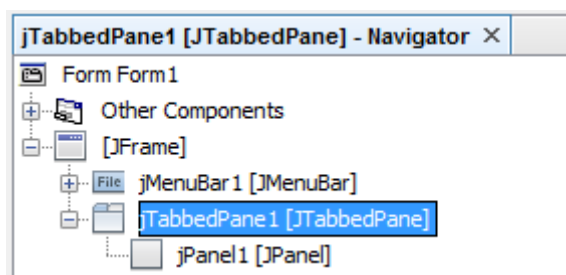 jTabbedPane1 [JTabbedPane] - Navigator ×
Form Form1
Other Components
[JFrame]
File jMenuBar1 [JMenuBar]
jTabbedPane1 [JTabbedPane]
jPanel1 [JPanel]